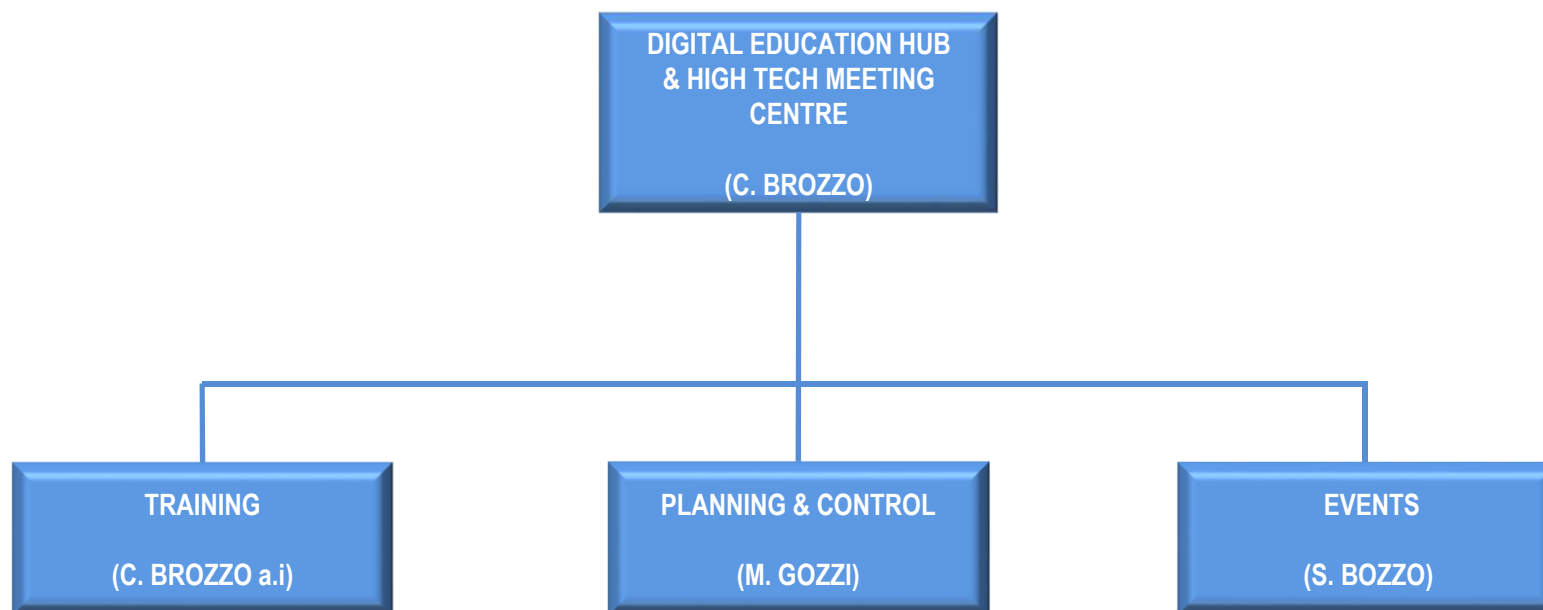 DIGITAL EDUCATION HUB
& HIGH TECH MEETING
CENTRE
(C. BROZZO)
TRAINING
(C. BROZZO a.i)
PLANNING & CONTROL
(M. GOZZI)
EVENTS
(S. BOZZO)